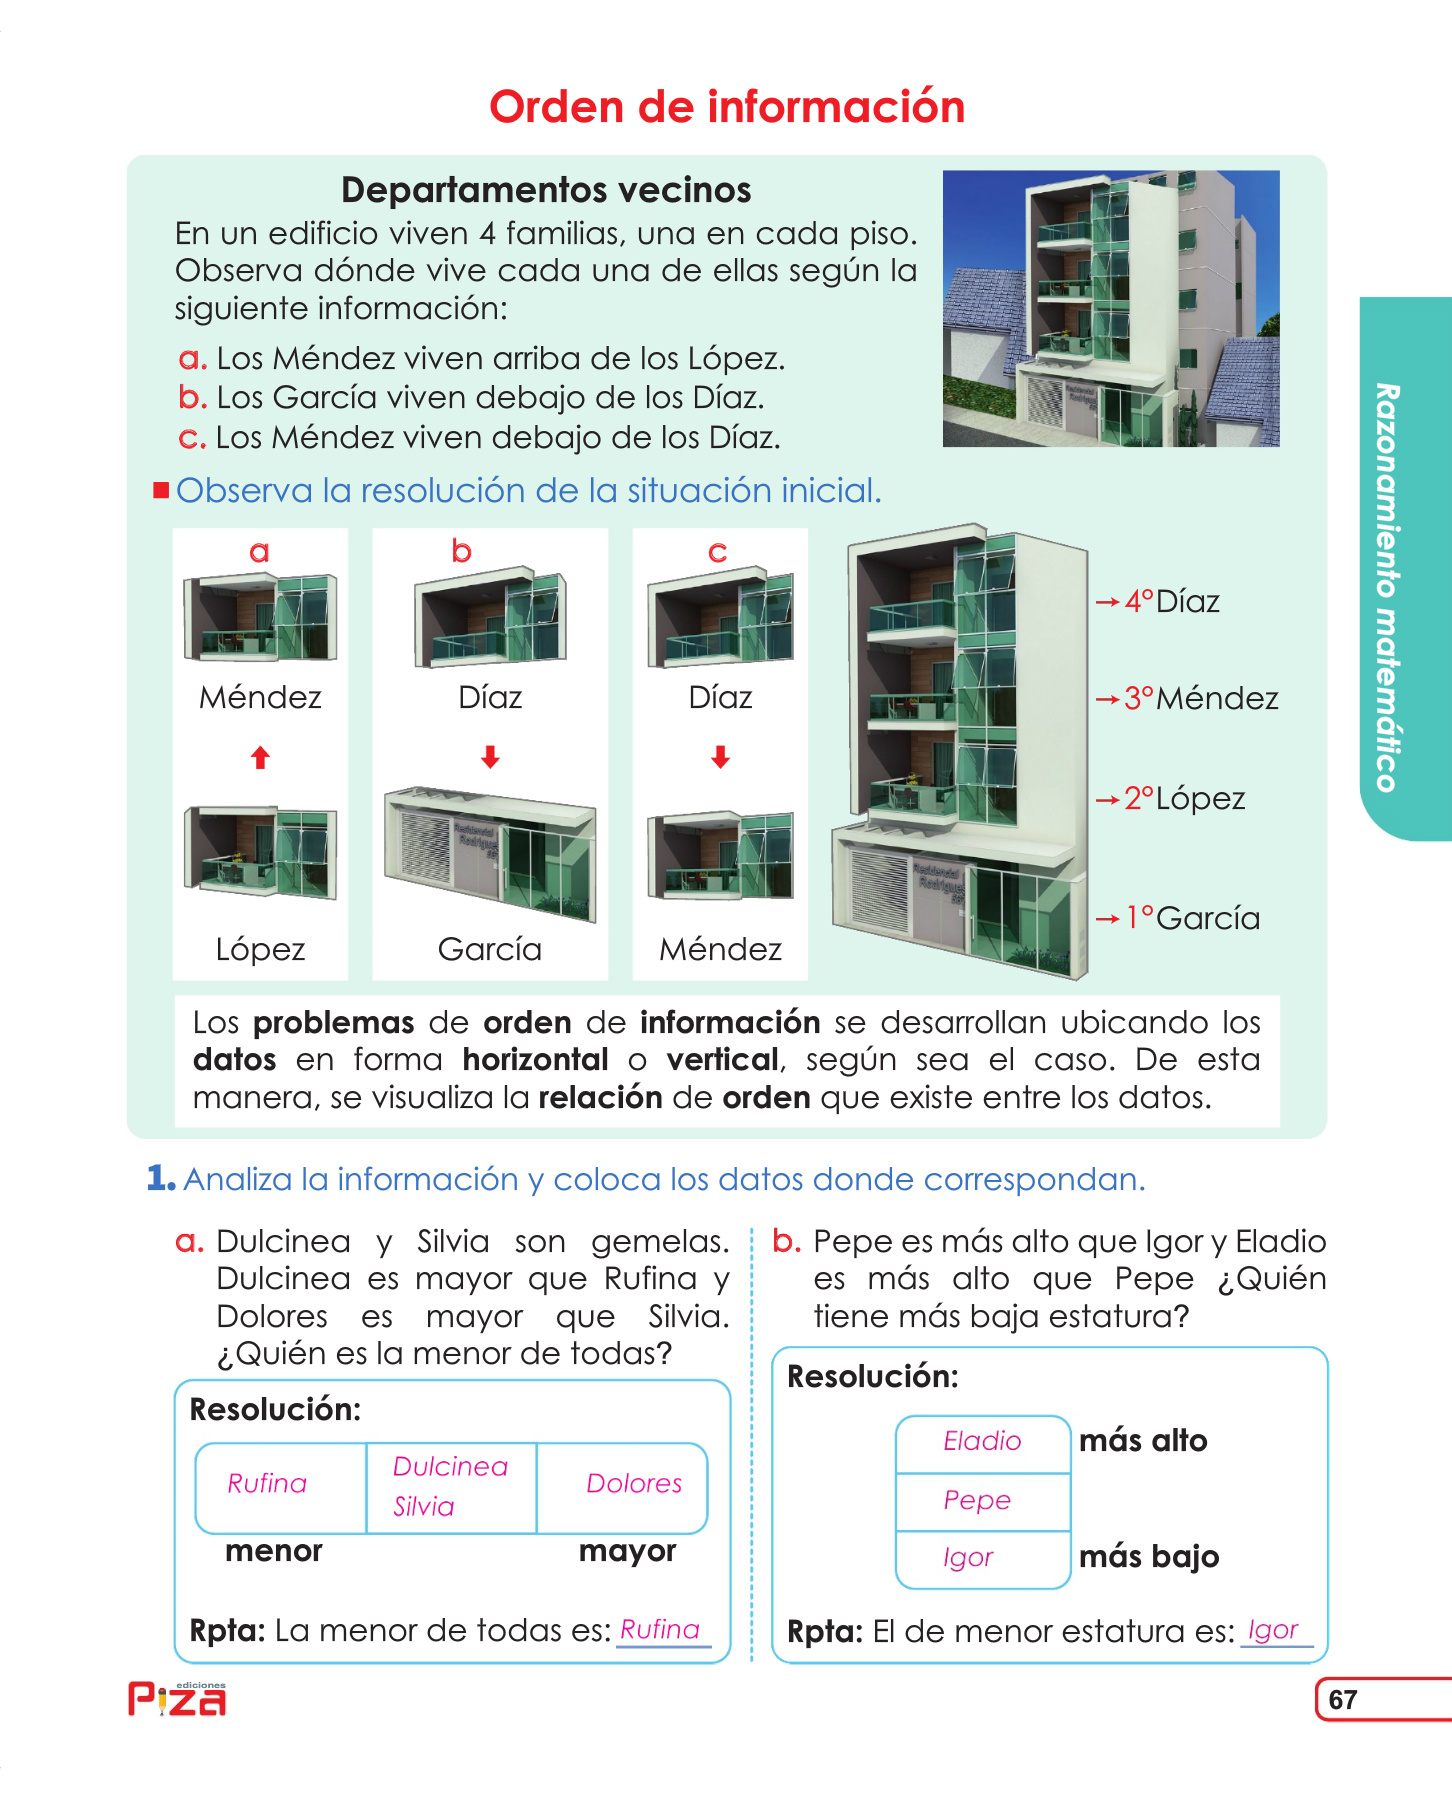 Orden de información
Departamentos vecinos
En un edificio viven 4 familias, una en cada piso.
Observa dónde vive cada una de ellas según la
siguiente información:
a. Los Méndez viven arriba de los López.
b. Los García viven debajo de los Díaz.
c. Los Méndez viven debajo de los Díaz.
Observa la resolución de la situación inicial.
a
Méndez
López
b
Díaz
García
c
Díaz
Méndez
Residencial
Rodrigues
4°Díaz
3°Méndez
2°López
1°García
Los problemas de orden de información se desarrollan ubicando los
datos en forma horizontal o vertical, según sea el caso. De esta
manera, se visualiza la relación de orden que existe entre los datos.
Razonamiento matemático
1. Analiza la información y coloca los datos donde correspondan.
a. Dulcinea y Silvia son gemelas.
Dulcinea es mayor que Rufina y
Dolores es mayor que Silvia.
¿Quién es la menor de todas?
Resolución:
Rufina
Dulcinea
Silvia
Dolores
menor
mayor
Rpta: La menor de todas es: Rufina
b. Pepe es más alto que Igor y Eladio
es más alto que Pepe ¿Quién
tiene más baja estatura?
Resolución:
Eladio más alto
Pepe
Igor más bajo
Rpta: El de menor estatura es: Igor
ediciones
Piza
67